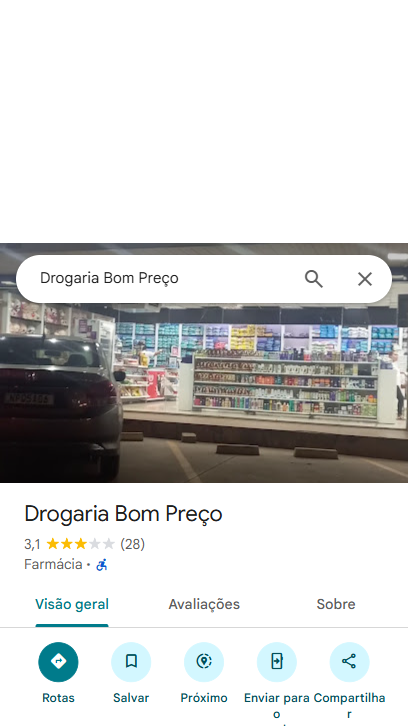 Drogaria Bom Preço
Drogaria Bom Preço
3,1 (28)
Farmácia ·
Visão geral
Avaliações
Sobre
Rotas
Salvar
Próximo
Enviar para
o
Compartilha
r